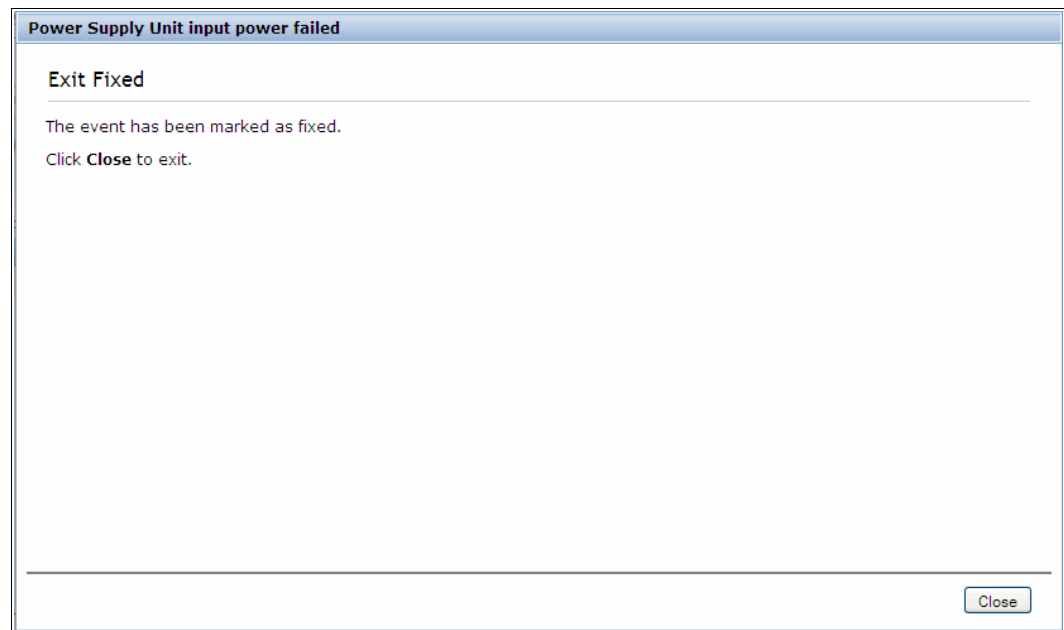 Power Supply Unit input power failed
Exit Fixed
The event has been marked as fixed.
Click Close to exit.
Close